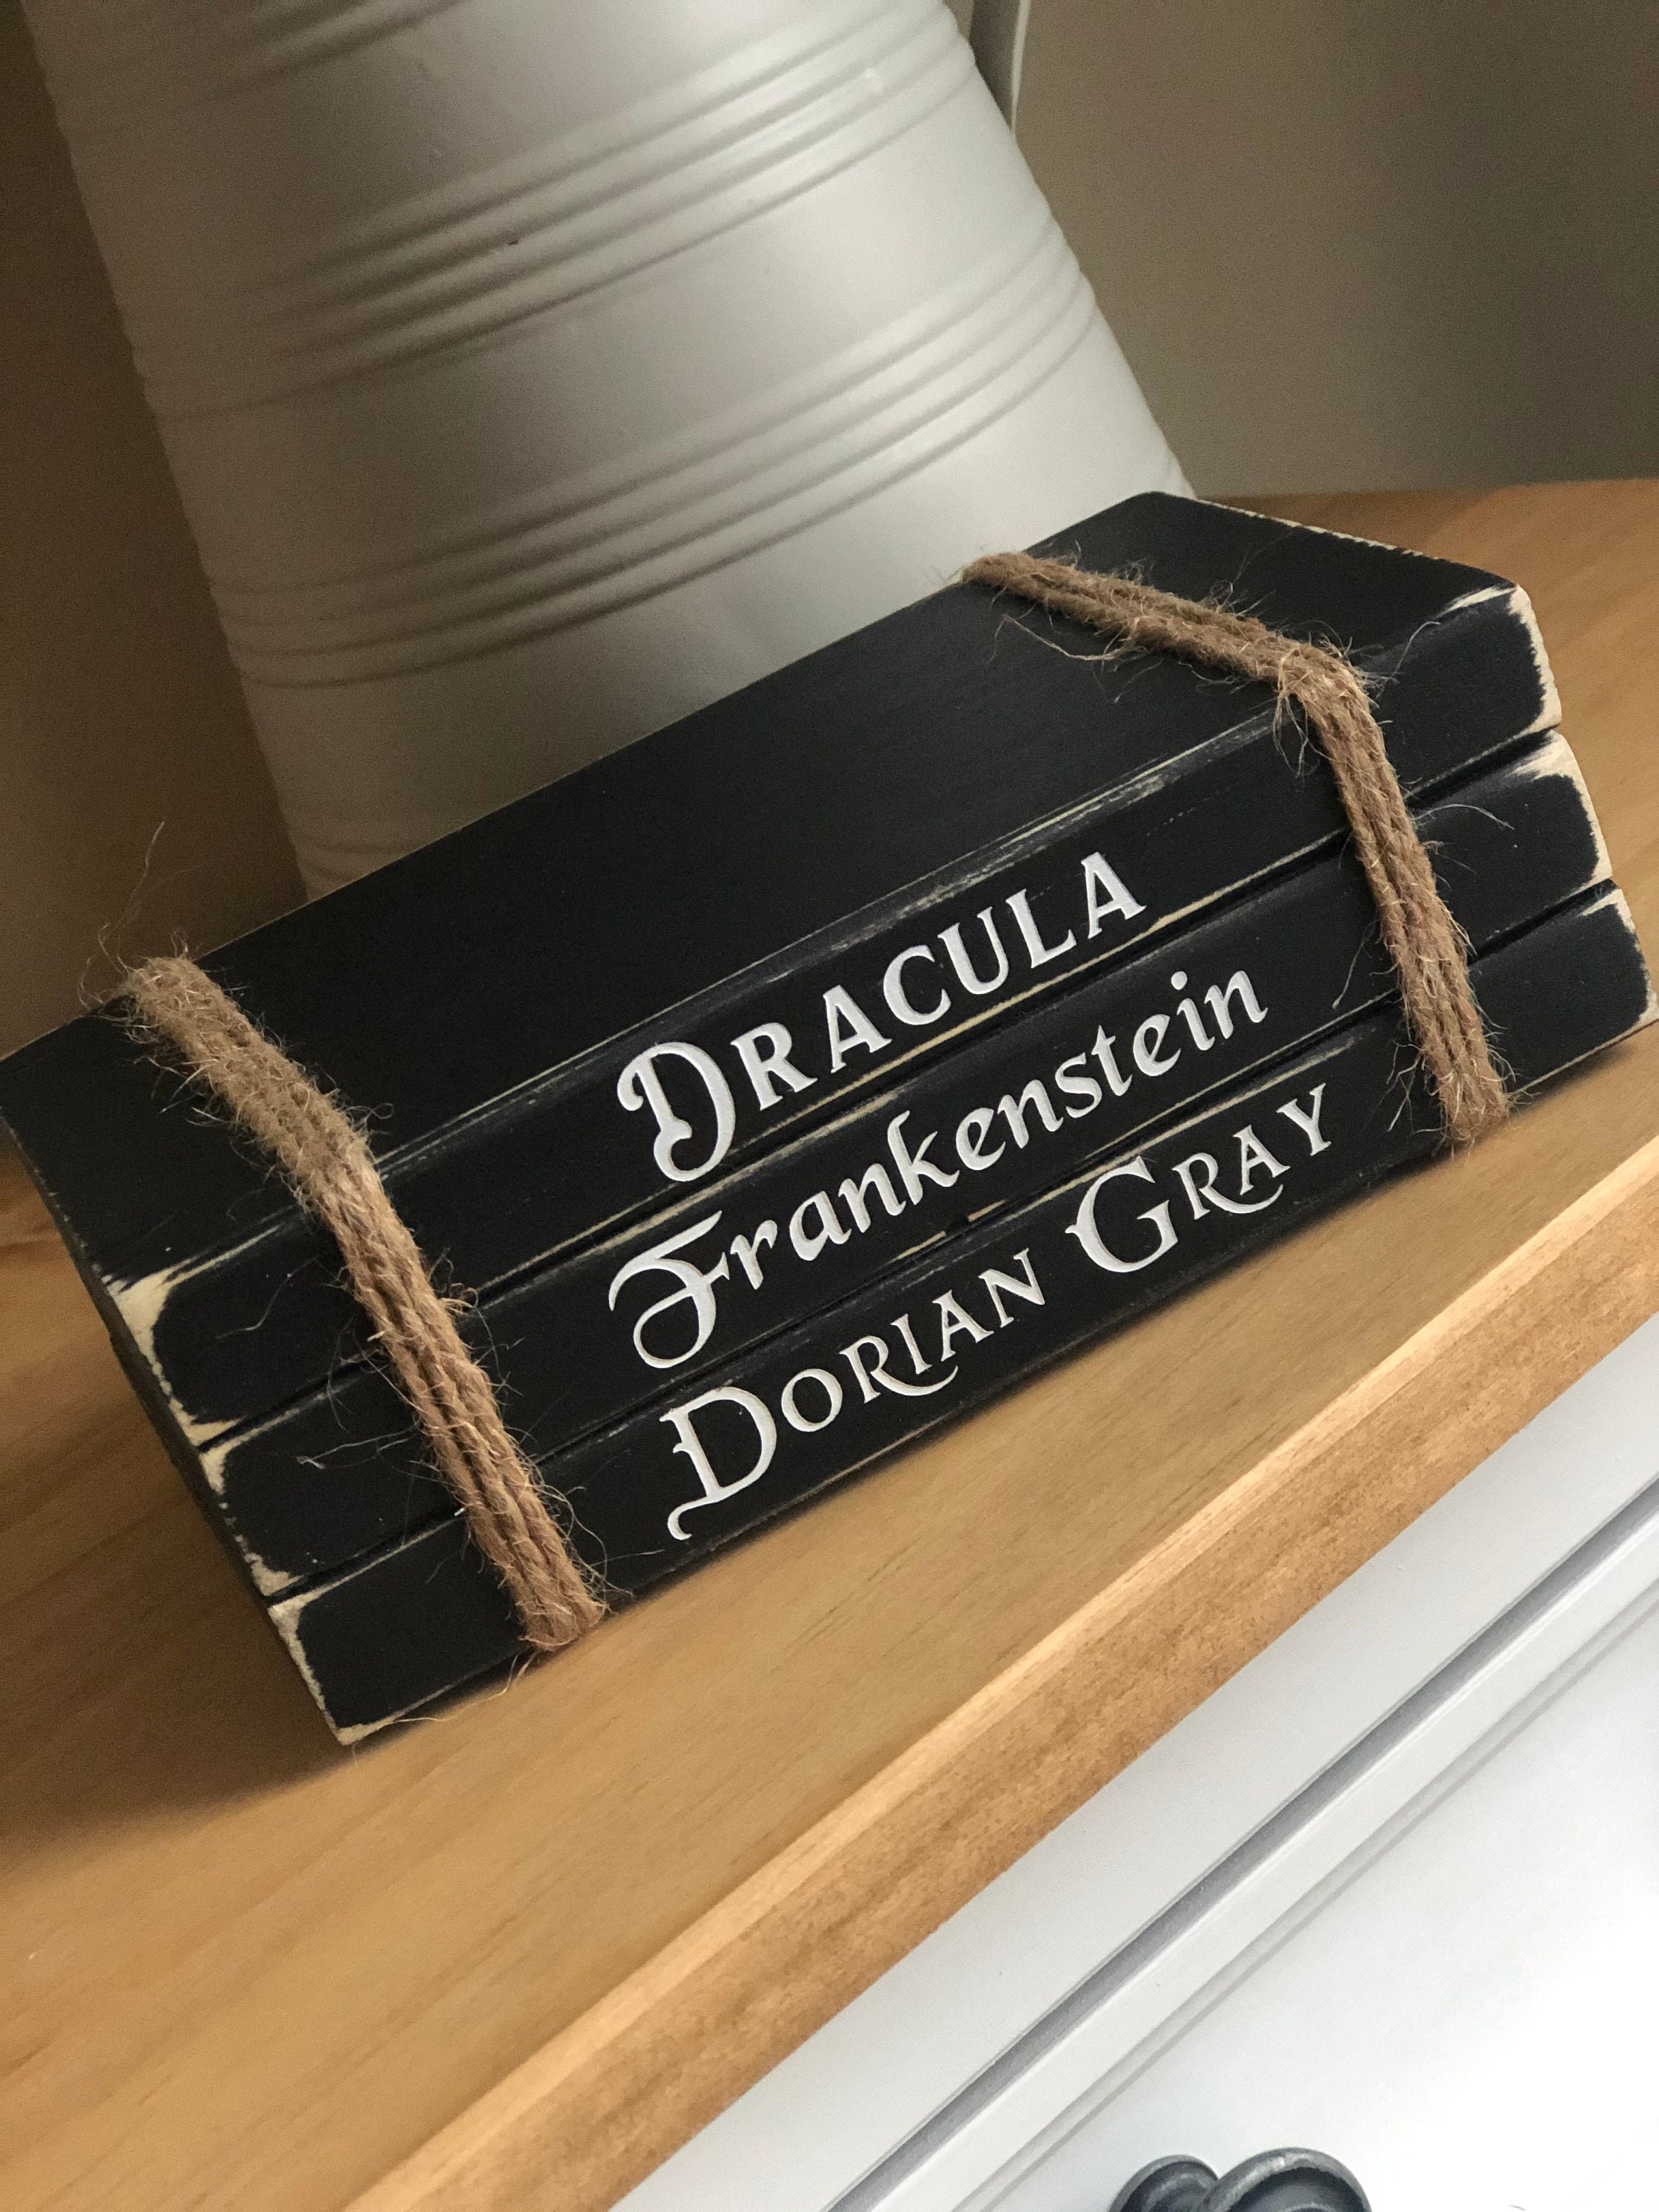 DRACULA
Frankenstein
DORIAN GRAY